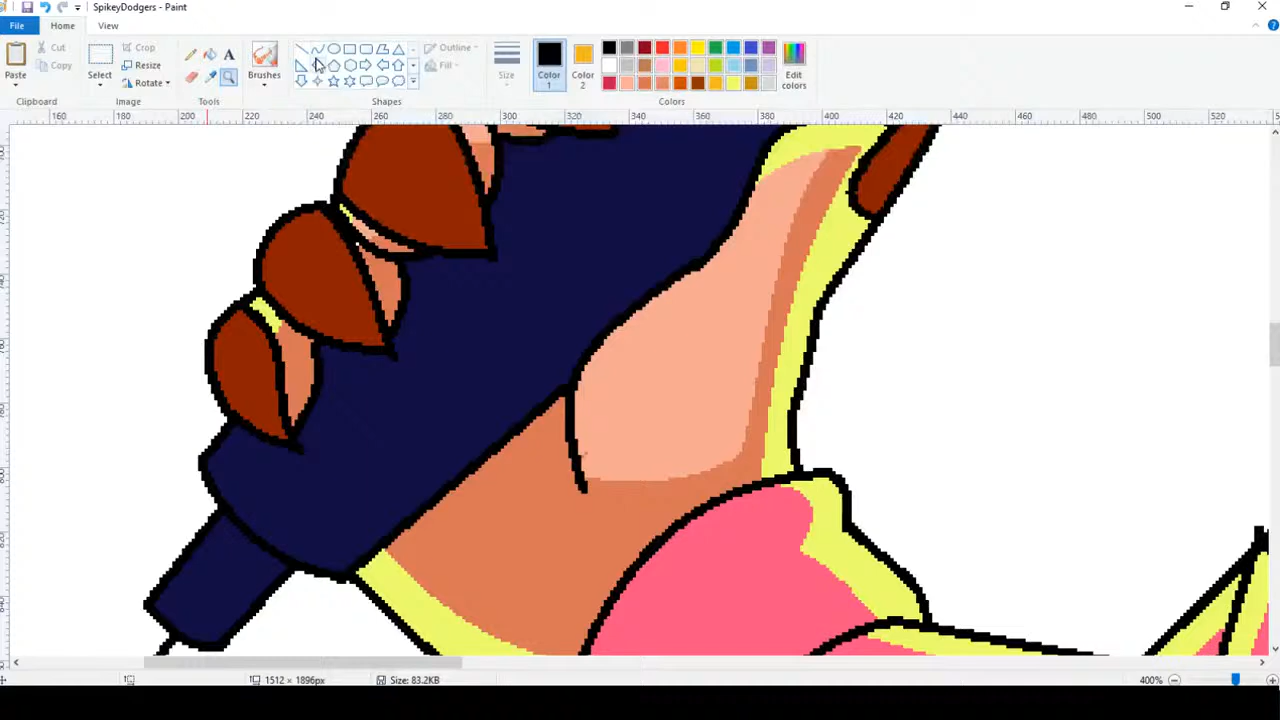 SpikeyDodgers - Paint
File Home View
Paste Cut Copy
Select Crop Resize Rotate
Brushes
Outline Fill
Size
Color 1
Color 2
Edit colors
Clipboard Image Tools Shapes Colors
160 180 200 220 240 260 280 300 320 340 360 380 400 420 440 460 480 500 520
1512 × 1896px Size: 83.2KB 400%